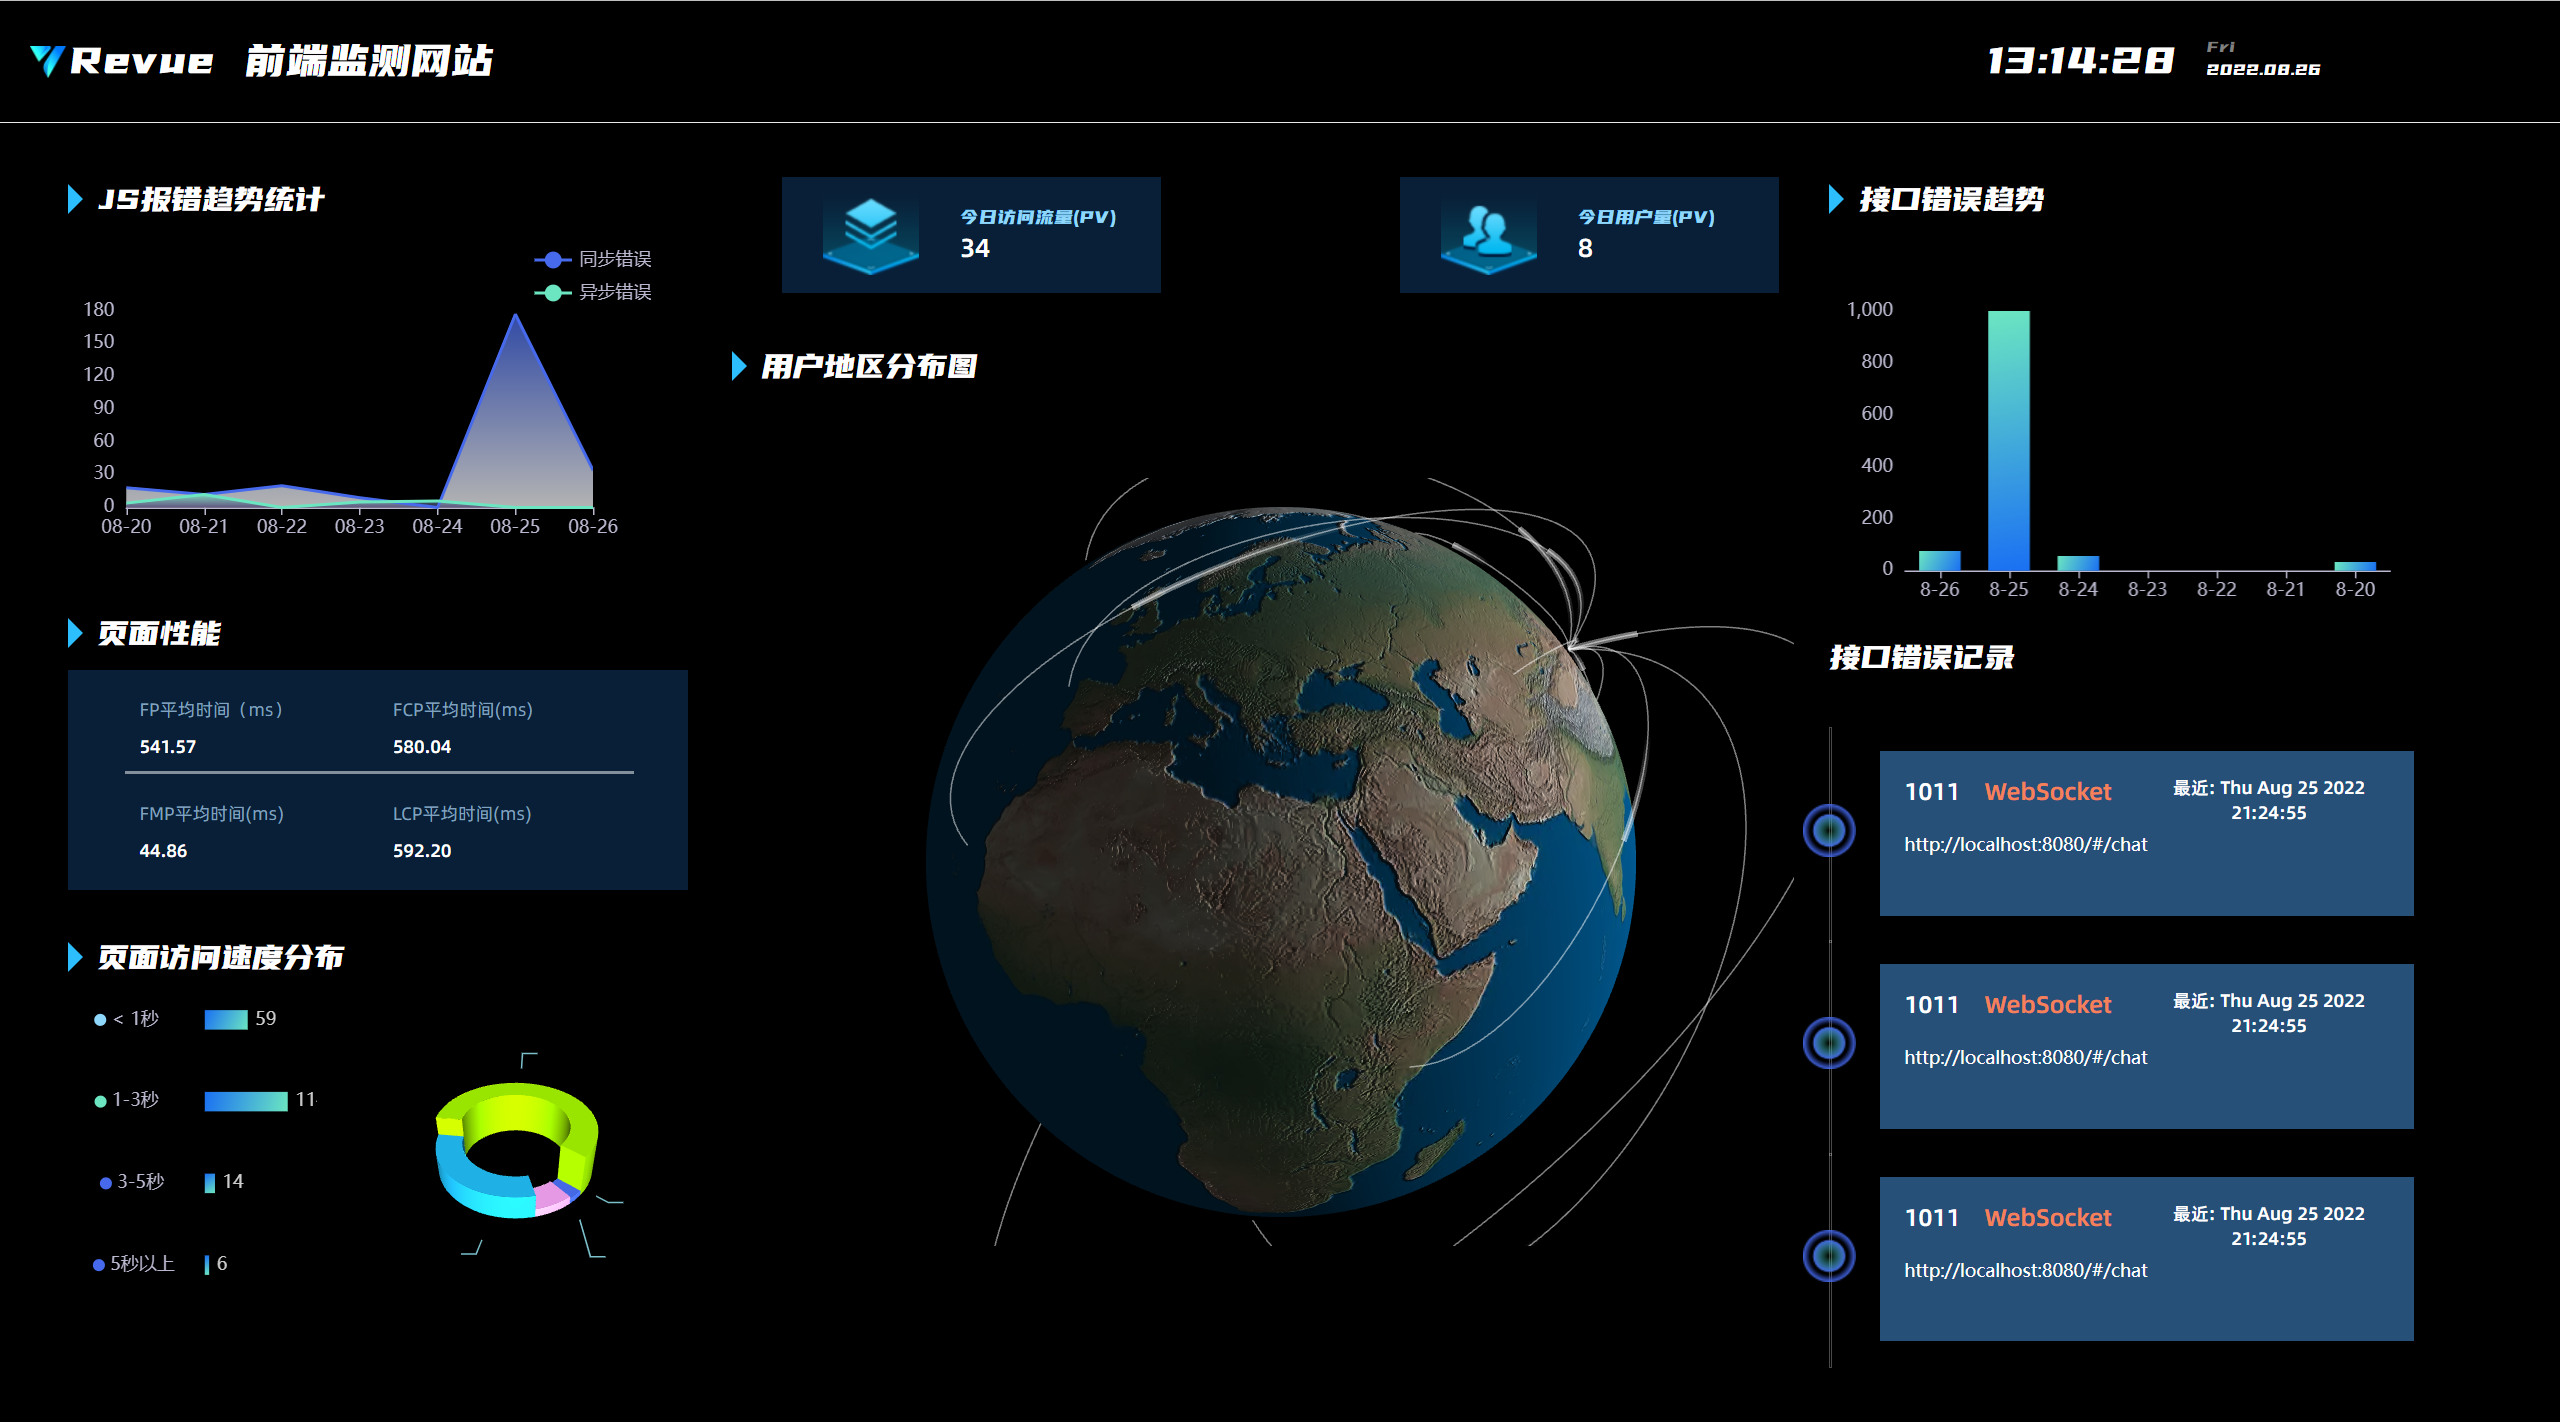 Revue 前端监测网站
13:14:28
Fri
2022.08.26
JS报错趋势统计
同步错误
异步错误
180
150
120
90
60
30
0
08-20 08-21 08-22 08-23 08-24 08-25 08-26
页面性能
FP平均时间（ms） FCP平均时间(ms)
541.57 580.04
FMP平均时间(ms) LCP平均时间(ms)
44.86 592.20
页面访问速度分布
< 1秒 59
1-3秒 11
3-5秒 14
5秒以上 6
今日访问流量(PV)
34
今日用户量(PV)
8
用户地区分布图
接口错误趋势
1,000
800
600
400
200
0
8-26 8-25 8-24 8-23 8-22 8-21 8-20
接口错误记录
1011 WebSocket 最近: Thu Aug 25 2022
21:24:55
http://localhost:8080/#/chat
1011 WebSocket 最近: Thu Aug 25 2022
21:24:55
http://localhost:8080/#/chat
1011 WebSocket 最近: Thu Aug 25 2022
21:24:55
http://localhost:8080/#/chat